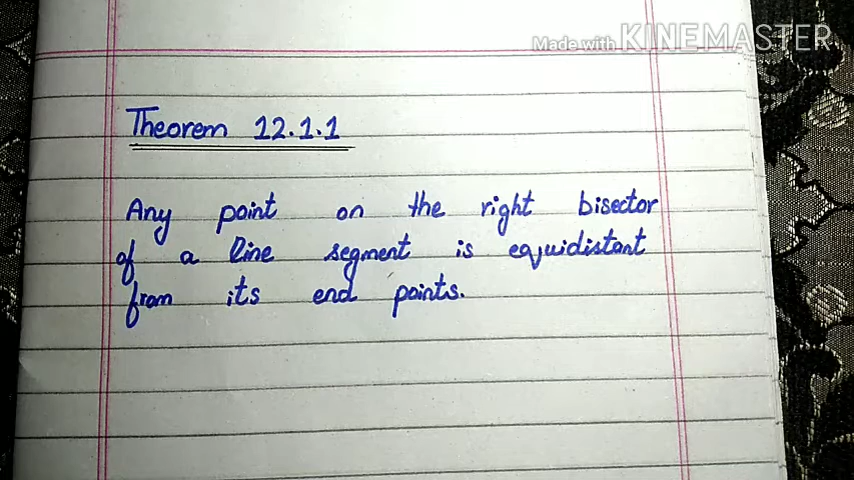 Made with KINEMASTER
Theorem 12.1.1
Any point on the right bisector
of a line segment is equidistant
from its end points.